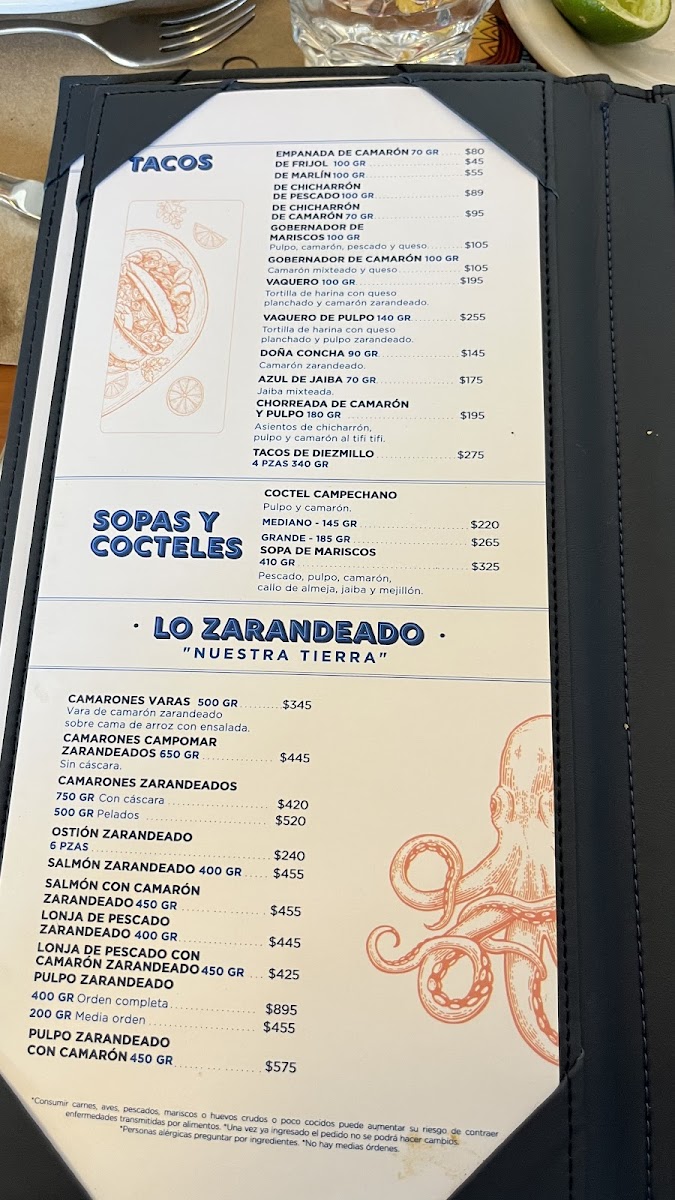 TACOS
EMPANADA DE CAMARÓN 70 GR ..... $80
DE FRIJOL 100 GR ..... $45
DE MARLÍN 100 GR ..... $55
DE CHICHARRÓN
DE PESCADO 100 GR ..... $89
DE CHICHARRÓN
DE CAMARÓN 70 GR ..... $95
GOBERNADOR DE
MARISCOS 100 GR
Pulpo, camarón, pescado y queso ..... $105
GOBERNADOR DE CAMARÓN 100 GR
Camarón mixteado y queso ..... $105
VAQUERO 100 GR ..... $195
Tortilla de harina con queso
planchado y camarón zarandeado.
VAQUERO DE PULPO 140 GR ..... $255
Tortilla de harina con queso
planchado y pulpo zarandeado.
DOÑA CONCHA 90 GR ..... $145
Camarón zarandeado.
AZUL DE JAIBA 70 GR ..... $175
Jaiba mixteada.
CHORREADA DE CAMARÓN
Y PULPO 180 GR ..... $195
Asientos de chicharrón,
pulpo y camarón al tifi tifi.
TACOS DE DIEZMILLO ..... $275
4 PZAS 340 GR
SOPAS Y
COCTELES
COCTEL CAMPECHANO
Pulpo y camarón.
MEDIANO - 145 GR ..... $220
GRANDE - 185 GR ..... $265
SOPA DE MARISCOS
410 GR ..... $325
Pescado, pulpo, camarón,
callo de almeja, jaiba y mejillón.
· LO ZARANDEADO ·
"NUESTRA TIERRA"
CAMARONES VARAS 500 GR ..... $345
Vara de camarón zarandeado
sobre cama de arroz con ensalada.
CAMARONES CAMPOMAR
ZARANDEADOS 650 GR ..... $445
Sin cáscara.
CAMARONES ZARANDEADOS
750 GR Con cáscara ..... $420
500 GR Pelados ..... $520
OSTIÓN ZARANDEADO
6 PZAS ..... $240
SALMÓN ZARANDEADO 400 GR ..... $455
SALMÓN CON CAMARÓN
ZARANDEADO 450 GR ..... $455
LONJA DE PESCADO
ZARANDEADO 400 GR ..... $445
LONJA DE PESCADO CON
CAMARÓN ZARANDEADO 450 GR ... $425
PULPO ZARANDEADO
400 GR Orden completa ..... $895
200 GR Media orden ..... $455
PULPO ZARANDEADO
CON CAMARÓN 450 GR ..... $575
*Consumir carnes, aves, pescados, mariscos o huevos crudos o poco cocidos puede aumentar su riesgo de contraer
enfermedades transmitidas por alimentos. *Una vez ya ingresado el pedido no se podrá hacer cambios.
*Personas alérgicas preguntar por ingredientes. *No hay medias órdenes.